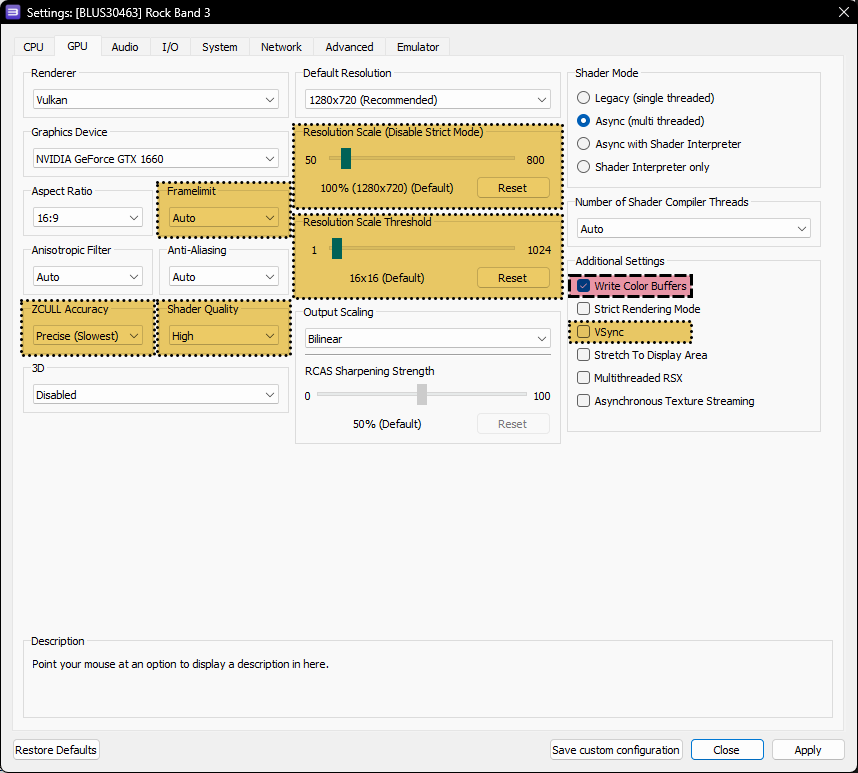 Settings: [BLUS30463] Rock Band 3
CPU
GPU
Audio
I/O
System
Network
Advanced
Emulator
Renderer
Vulkan
Graphics Device
NVIDIA GeForce GTX 1660
Aspect Ratio
16:9
Framelimit
Auto
Anisotropic Filter
Auto
Anti-Aliasing
Auto
ZCULL Accuracy
Precise (Slowest)
Shader Quality
High
3D
Disabled
Default Resolution
1280x720 (Recommended)
Resolution Scale (Disable Strict Mode)
50
800
100% (1280x720) (Default)
Reset
Resolution Scale Threshold
1
1024
16x16 (Default)
Reset
Output Scaling
Bilinear
RCAS Sharpening Strength
0
100
50% (Default)
Reset
Shader Mode
Legacy (single threaded)
Async (multi threaded)
Async with Shader Interpreter
Shader Interpreter only
Number of Shader Compiler Threads
Auto
Additional Settings
Write Color Buffers
Strict Rendering Mode
VSync
Stretch To Display Area
Multithreaded RSX
Asynchronous Texture Streaming
Description
Point your mouse at an option to display a description in here.
Restore Defaults
Save custom configuration
Close
Apply